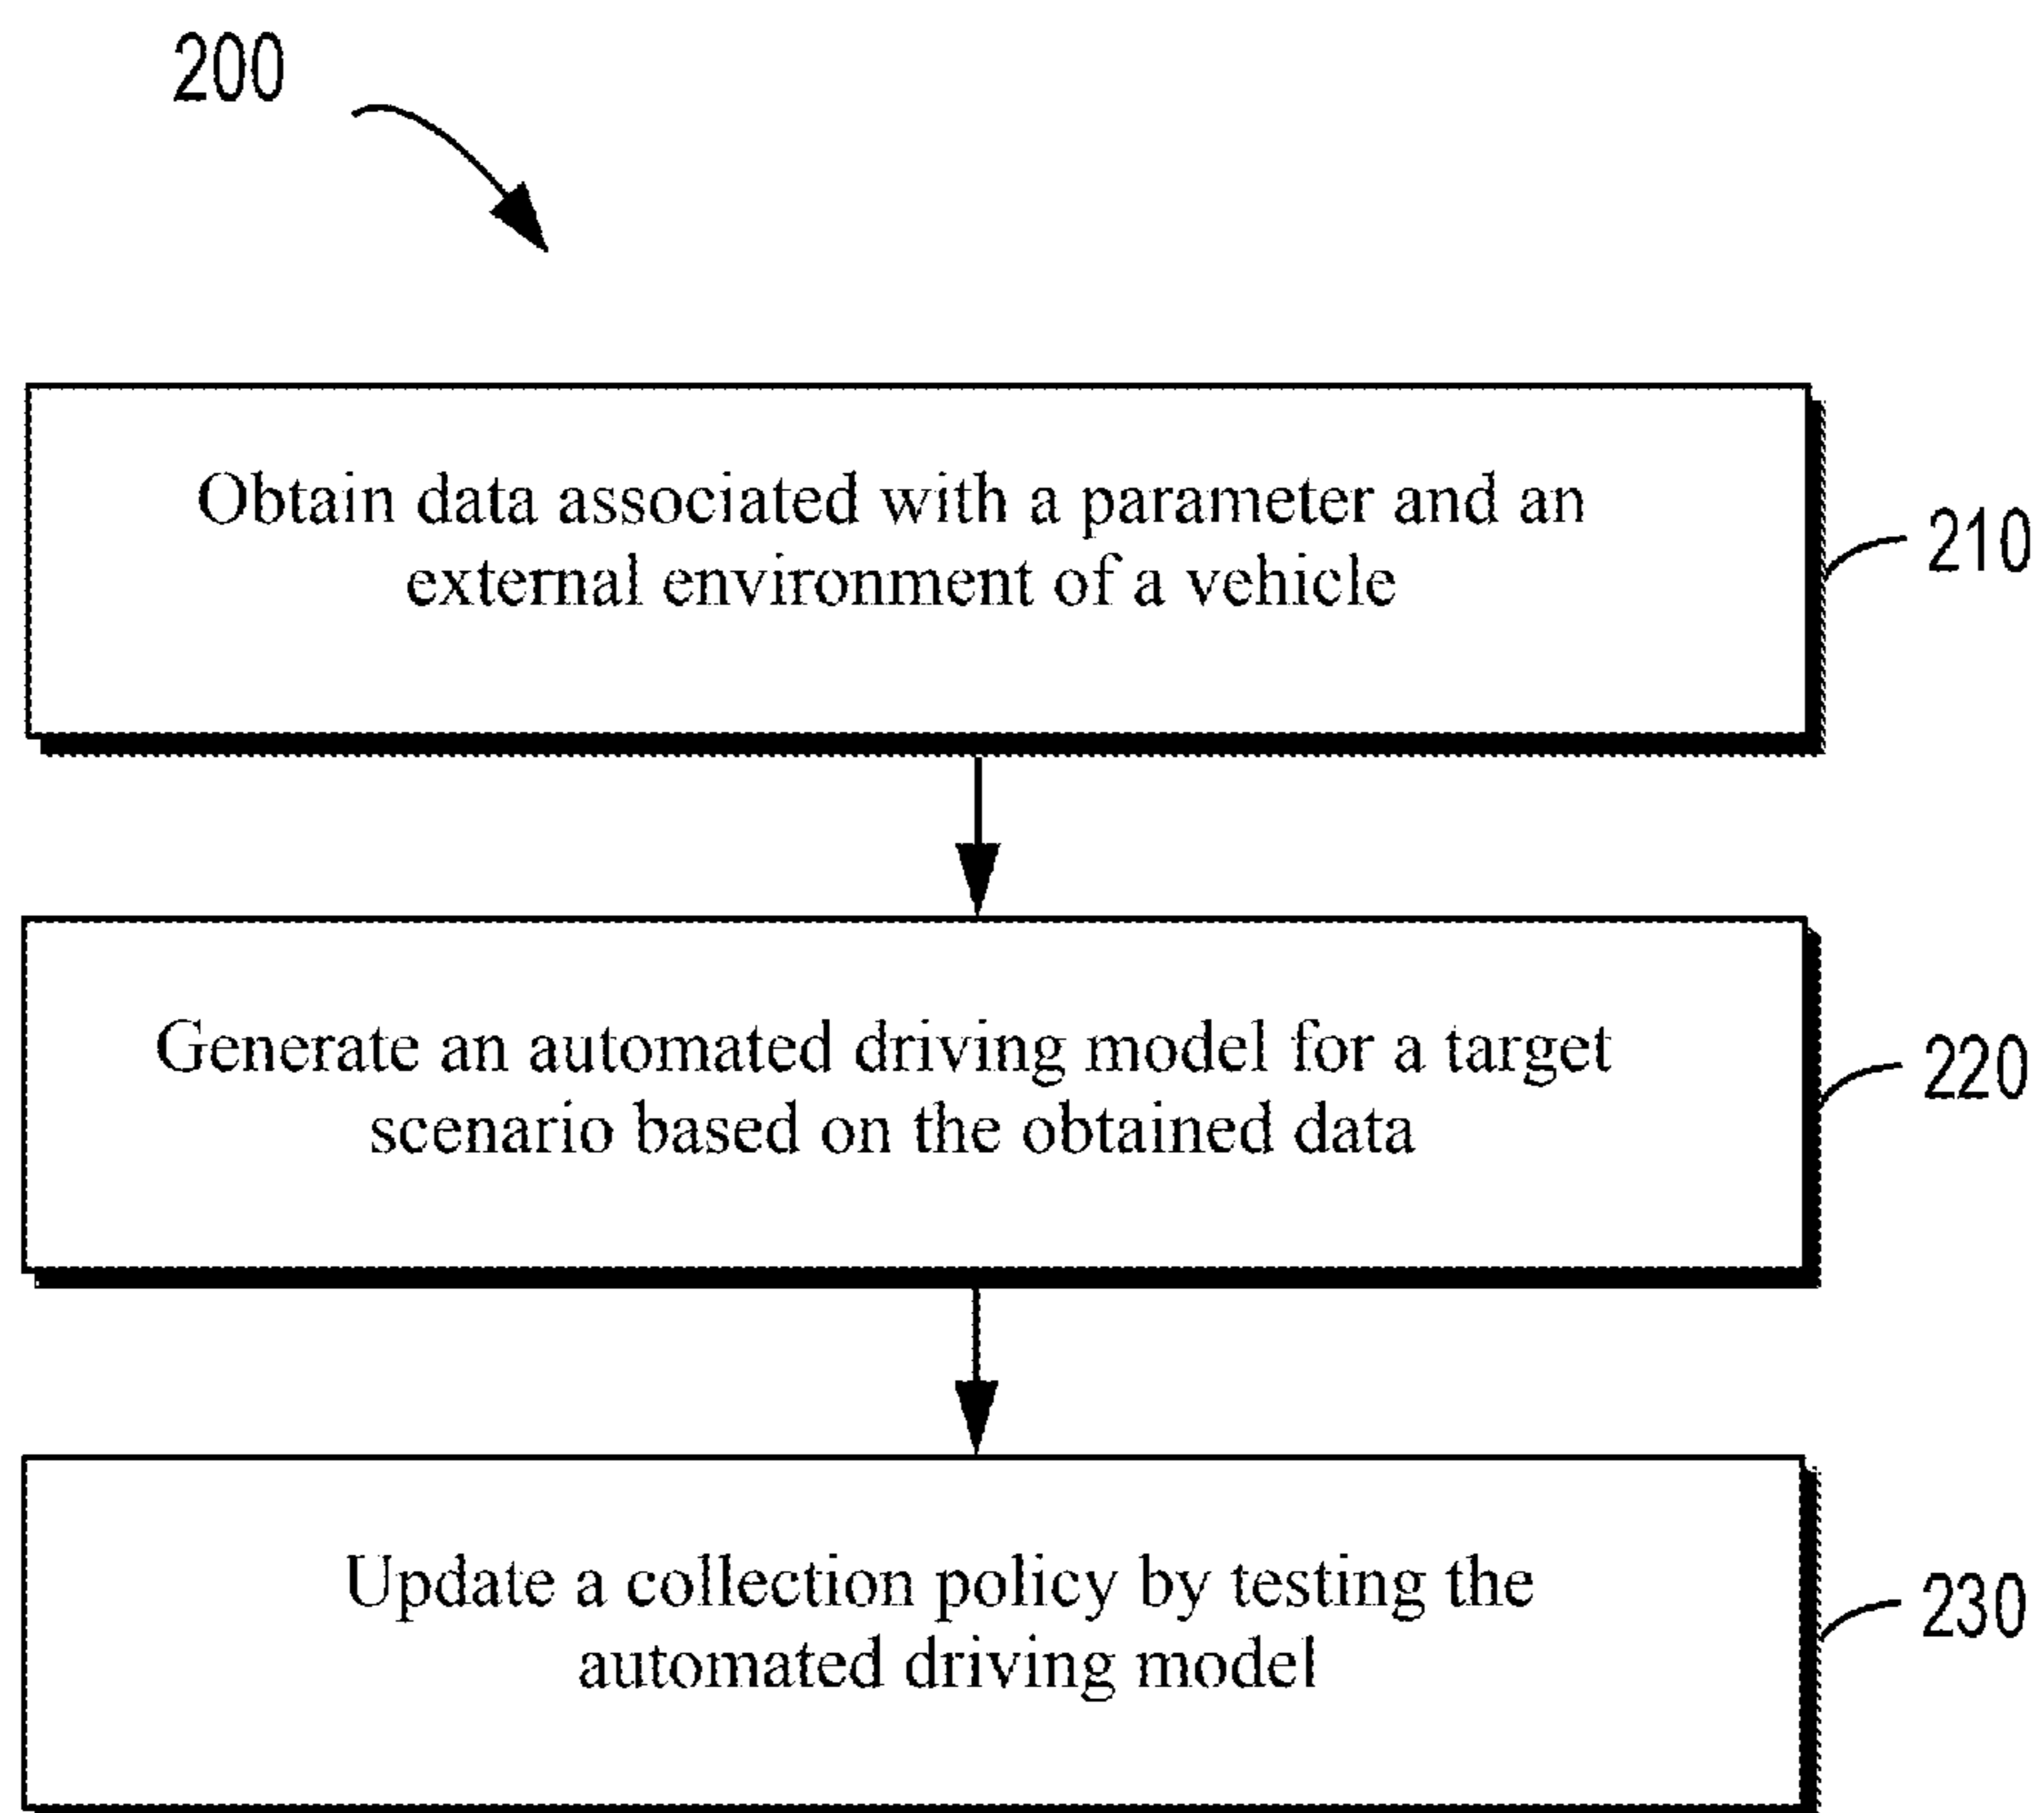 200
Obtain data associated with a parameter and an
external environment of a vehicle
210
Generate an automated driving model for a target
scenario based on the obtained data
220
Update a collection policy by testing the
automated driving model
230